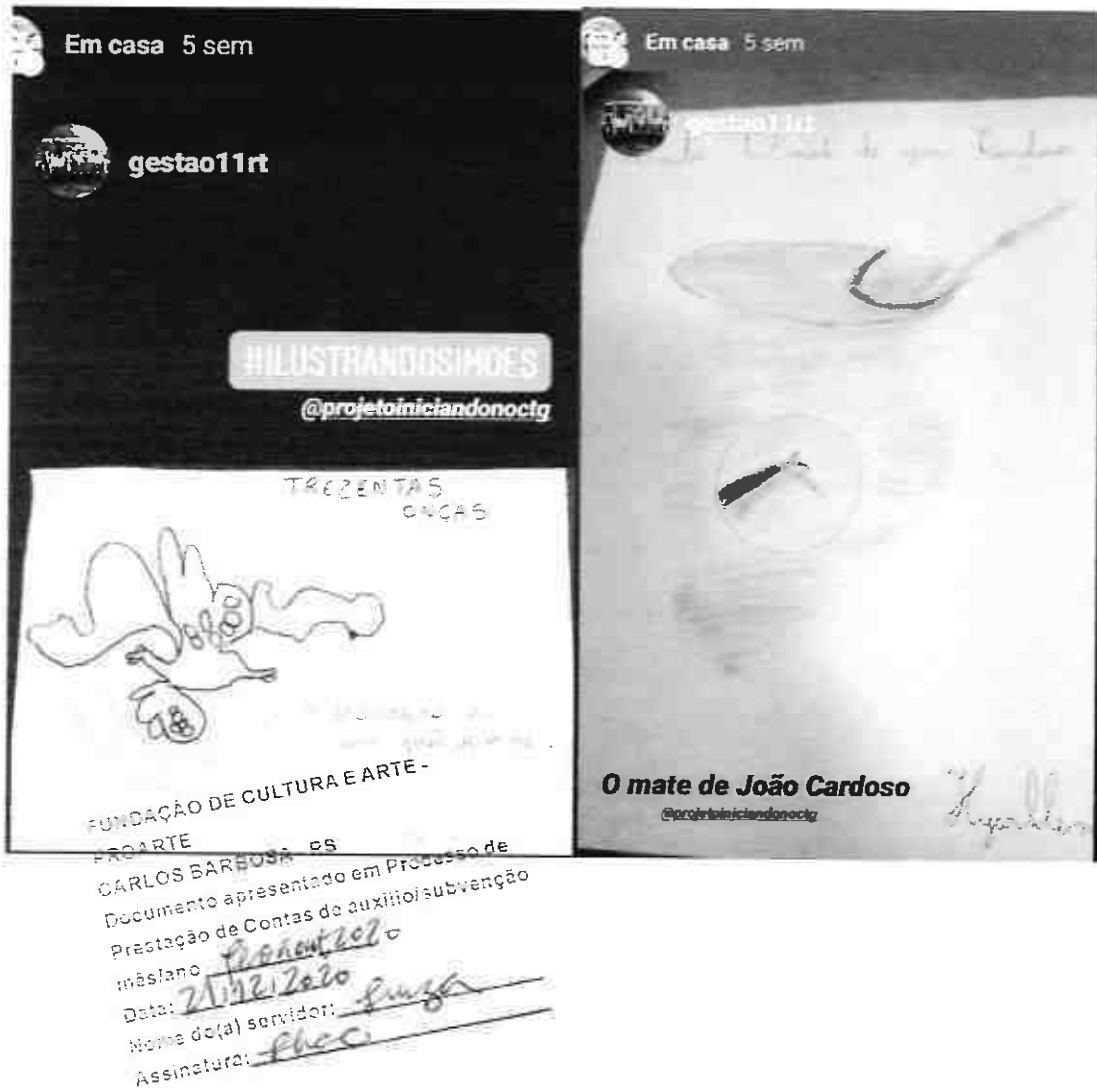 Em casa 5 sem
gestao11rt
#ILUSTRANDOSIMOES
@projetoiniciandonoctg
TREZENTAS
ONÇAS
Em casa 5 sem
gestao11rt
O mate de João Cardoso
@projetoiniciandonoctg
FUNDAÇÃO DE CULTURA E ARTE -
PROARTE
CARLOS BARBOSA RS
Documento apresentado em Processo de
Prestação de Contas de auxílio/subvenção
mês/ano
Data: 21/12/2020
Nome do(a) servidor:
Assinatura: